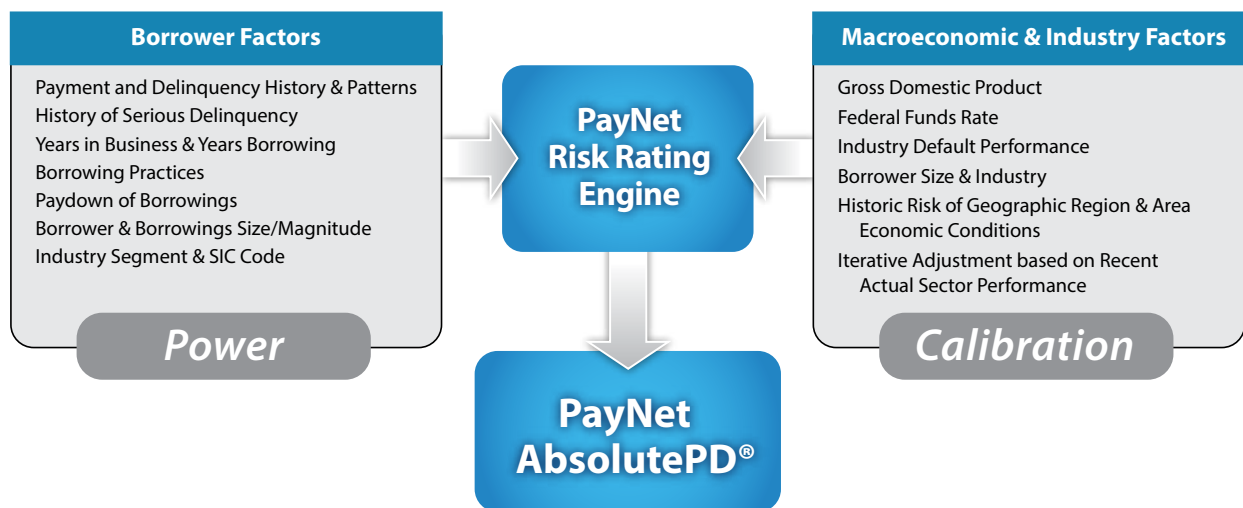 Borrower Factors
Payment and Delinquency History & Patterns
History of Serious Delinquency
Years in Business & Years Borrowing
Borrowing Practices
Paydown of Borrowings
Borrower & Borrowings Size/Magnitude
Industry Segment & SIC Code
Power
PayNet
Risk Rating
Engine
PayNet
AbsolutePD®
Macroeconomic & Industry Factors
Gross Domestic Product
Federal Funds Rate
Industry Default Performance
Borrower Size & Industry
Historic Risk of Geographic Region & Area
Economic Conditions
Iterative Adjustment based on Recent
Actual Sector Performance
Calibration